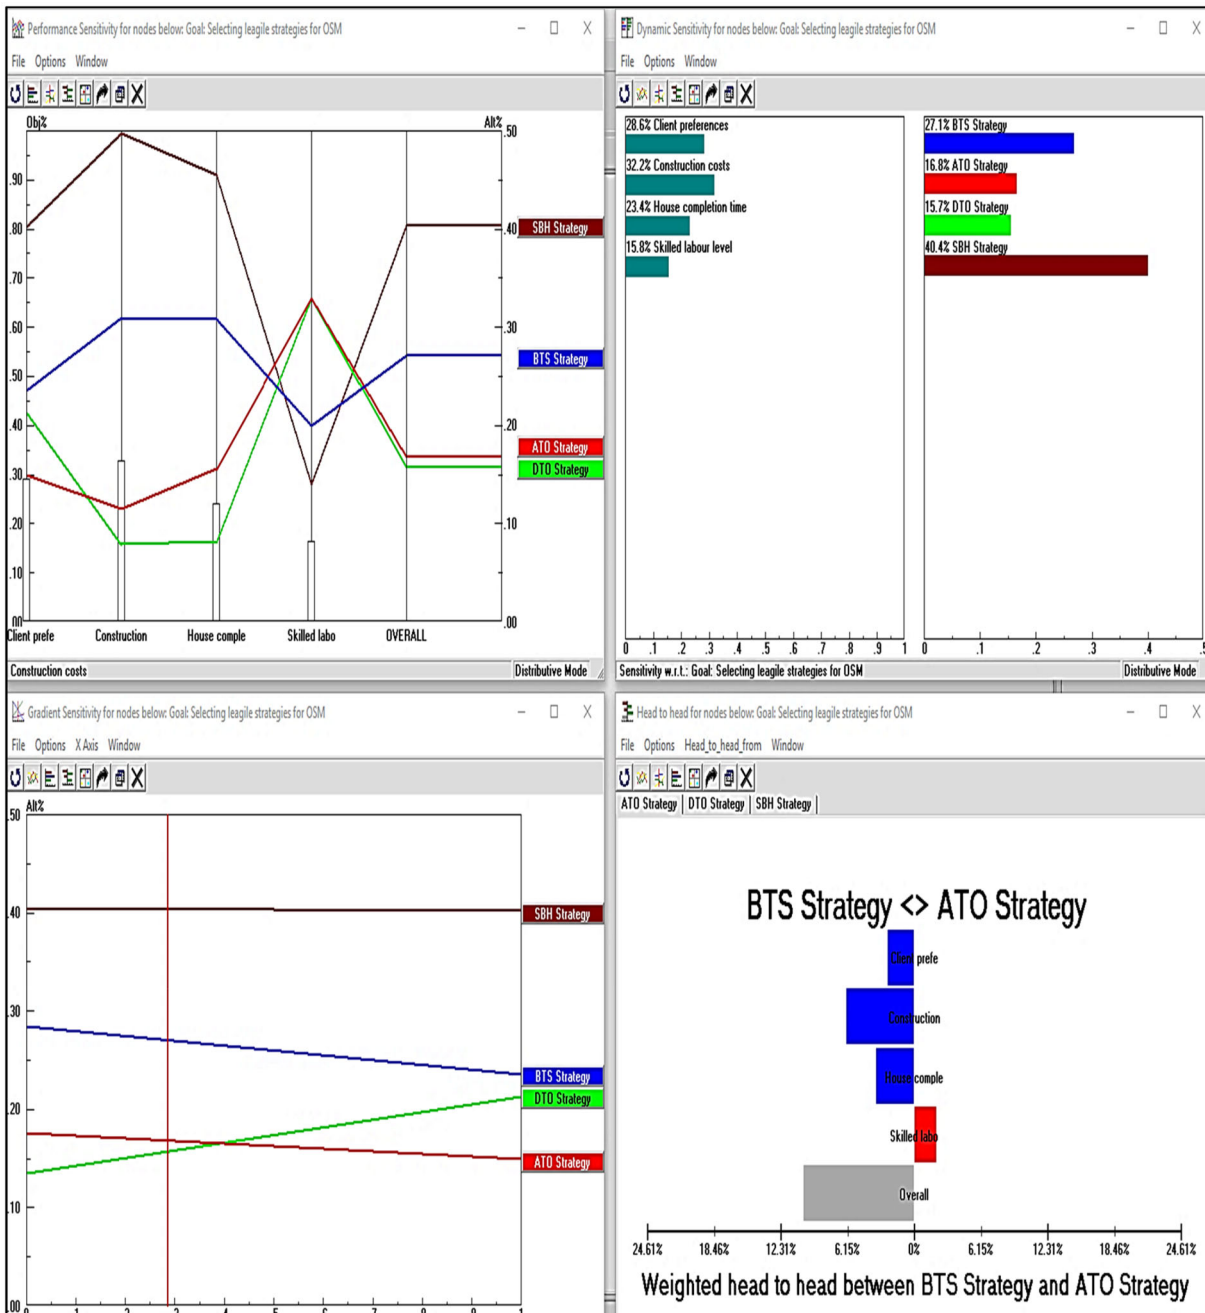 Performance Sensitivity for nodes below: Goal: Selecting leagile strategies for OSM
File Options Window
Obj%
Alt%
.90
.80
.70
.60
.50
.40
.30
.20
.10
.00
.50
.40
.30
.20
.10
.00
SBH Strategy
BTS Strategy
ATO Strategy
DTO Strategy
Client prefe Construction House comple Skilled labo OVERALL
Construction costs Distributive Mode
Dynamic Sensitivity for nodes below: Goal: Selecting leagile strategies for OSM
File Options Window
28.6% Client preferences
32.2% Construction costs
23.4% House completion time
15.8% Skilled labour level
0 .1 .2 .3 .4 .5 .6 .7 .8 .9 1
27.1% BTS Strategy
16.8% ATO Strategy
15.7% DTO Strategy
40.4% SBH Strategy
0 .1 .2 .3 .4 .5
Sensitivity w.r.t.: Goal: Selecting leagile strategies for OSM Distributive Mode
Gradient Sensitivity for nodes below: Goal: Selecting leagile strategies for OSM
File Options X Axis Window
Alt%
.50
.40
.30
.20
.10
.00
SBH Strategy
BTS Strategy
DTO Strategy
ATO Strategy
Head to head for nodes below: Goal: Selecting leagile strategies for OSM
File Options Head_to_head_from Window
ATO Strategy DTO Strategy SBH Strategy
BTS Strategy <> ATO Strategy
Client prefe
Construction
House comple
Skilled labo
Overall
24.61% 18.46% 12.31% 6.15% 0% 6.15% 12.31% 18.46% 24.61%
Weighted head to head between BTS Strategy and ATO Strategy